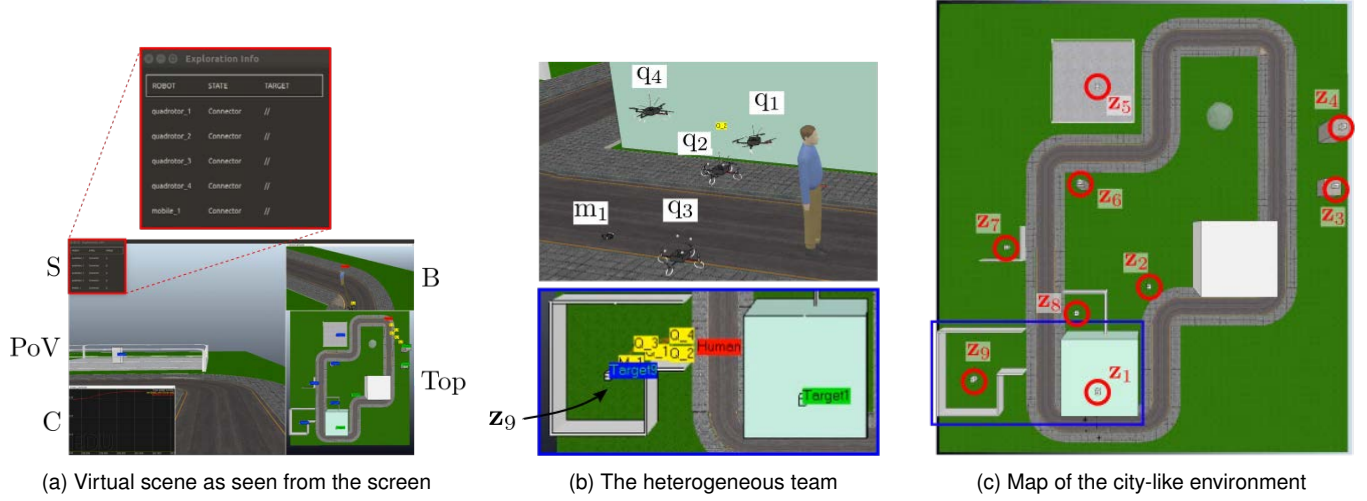 Exploration Info
ROBOT STATE TARGET
quadrotor_1 Connector //
quadrotor_2 Connector //
quadrotor_3 Connector //
quadrotor_4 Connector //
mobile_1 Connector //
S
B
PoV
Top
C
(a) Virtual scene as seen from the screen
q4
q1
q2
m1
q3
Q_4
Q_3
Q_2
Human
Target9
Target1
z9
(b) The heterogeneous team
z5
z4
z6
z3
z7
z2
z8
z9
z1
(c) Map of the city-like environment